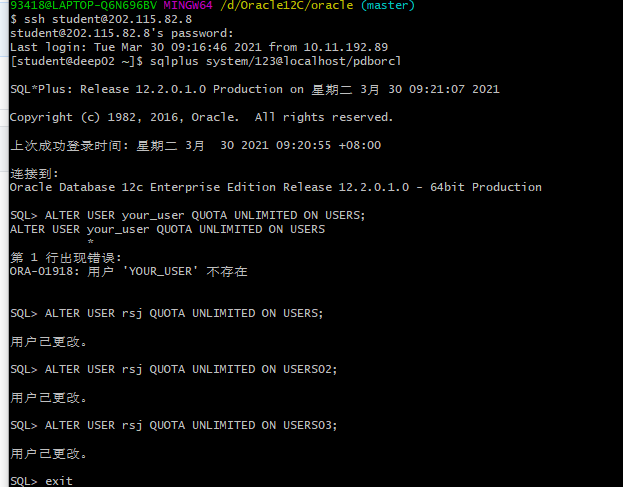 93418@LAPTOP-Q6N696BV MINGW64 /d/Oracle12C/oracle (master)
$ ssh student@202.115.82.8
student@202.115.82.8's password:
Last login: Tue Mar 30 09:16:46 2021 from 10.11.192.89
[student@deep02 ~]$ sqlplus system/123@localhost/pdborcl
SQL*Plus: Release 12.2.0.1.0 Production on 星期二 3月 30 09:21:07 2021
Copyright (c) 1982, 2016, Oracle.  All rights reserved.
上次成功登录时间: 星期二 3月  30 2021 09:20:55 +08:00
连接到:
Oracle Database 12c Enterprise Edition Release 12.2.0.1.0 - 64bit Production
SQL> ALTER USER your_user QUOTA UNLIMITED ON USERS;
ALTER USER your_user QUOTA UNLIMITED ON USERS
*
第 1 行出现错误:
ORA-01918: 用户 'YOUR_USER' 不存在
SQL> ALTER USER rsj QUOTA UNLIMITED ON USERS;
用户已更改。
SQL> ALTER USER rsj QUOTA UNLIMITED ON USERS02;
用户已更改。
SQL> ALTER USER rsj QUOTA UNLIMITED ON USERS03;
用户已更改。
SQL> exit